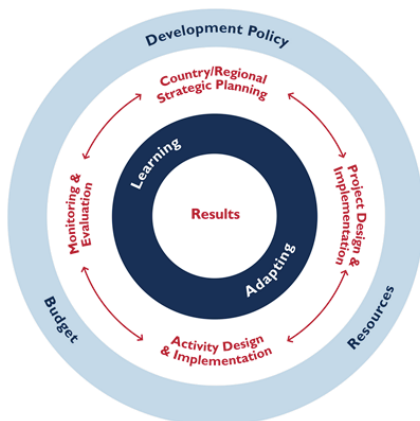 Development Policy
Country/Regional
Strategic Planning
Learning
Monitoring &
Evaluation
Results
Project Design &
Implementation
Adapting
Budget
Resources
Activity Design
& Implementation